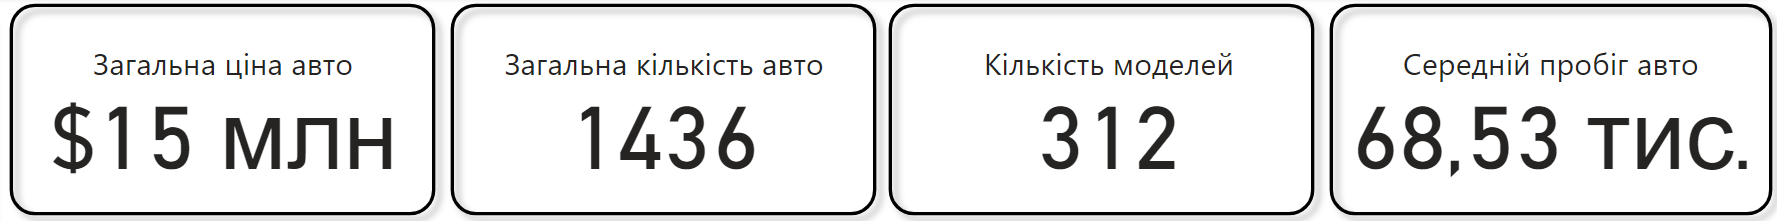 Загальна ціна авто
$15 млн
Загальна кількість авто
1436
Кількість моделей
312
Середній пробіг авто
68,53 тис.